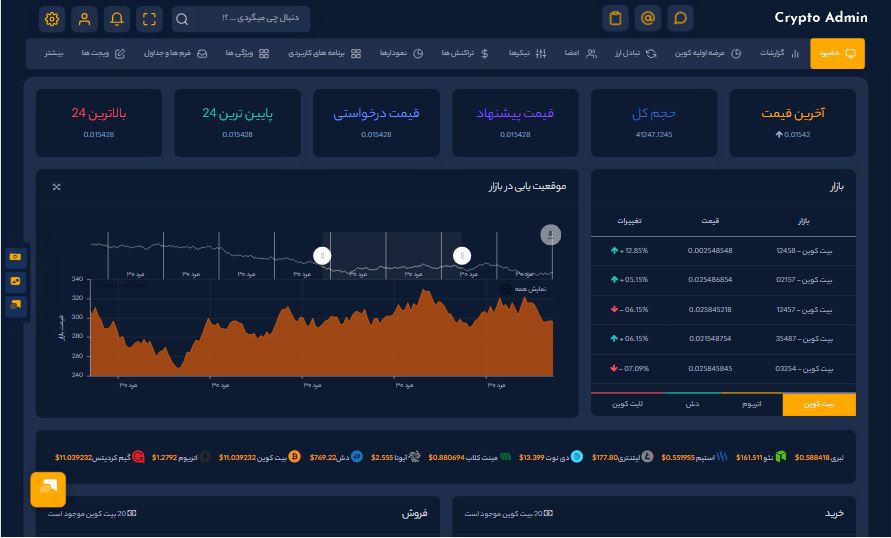 Crypto Admin
دنبال چی میگردی ... ؟!
دشبورد
گزارشات
عرضه اولیه کوین
تبادل ارز
اعضا
تیکرها
تراکنش ها
نمودارها
برنامه های کاربردی
ویژگی ها
فرم ها و جداول
ویجت ها
بیشتر
آخرین قیمت
0.01542
حجم کل
41247.1245
قیمت پیشنهاد
0.015428
قیمت درخواستی
0.015428
پایین ترین 24
0.015428
بالاترین 24
0.015428
بازار
بازار قیمت تغییرات
بیت کوین - 12458 0.002548548 + 12.85%
بیت کوین - 02157 0.025486854 + 05.15%
بیت کوین - 12457 0.025845218 - 06.15%
بیت کوین - 35487 0.021548754 + 06.15%
بیت کوین - 03254 0.025845845 - 07.09%
بیت کوین اتریوم دش لایت کوین
موقعیت یابی در بازار
مرد ۳۰ مرد ۳۰ مرد ۳۰ مرد ۳۰ مرد ۳۰ مرد ۳۰ مرد ۳۰ مرد ۳۰
نمایش همه
قیمت بازار
340
320
300
280
260
240
مرد ۳۰ مرد ۳۰ مرد ۳۰ مرد ۳۰ مرد ۳۰
لبری $0.588418
نئو $161.511
استیم $0.551955
لیتنتری $177.80
دی نوت $13.399
مینت کلاب $0.880694
آیوتا $2.555
دش $769.22
بیت کوین $11.039232
اتریوم $1.2792
گیم کردیتس $11.039232
خرید
20 بیت کوین موجود است
فروش
20 بیت کوین موجود است